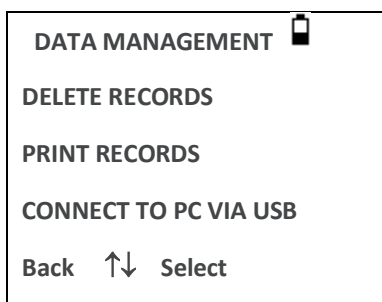 DATA MANAGEMENT
DELETE RECORDS
PRINT RECORDS
CONNECT TO PC VIA USB
Back ↑↓ Select